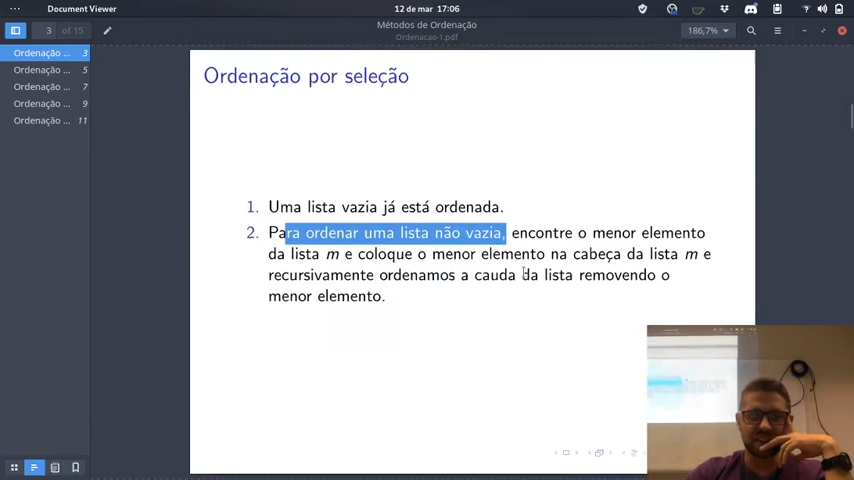 Document Viewer
12 de mar 17:06
3 of 15
Métodos de Ordenação
Ordenacao-1.pdf
186,7%
Ordenação ... 3
Ordenação ... 5
Ordenação ... 7
Ordenação ... 9
Ordenação ... 11
Ordenação por seleção
1. Uma lista vazia já está ordenada.
2. Para ordenar uma lista não vazia, encontre o menor elemento
da lista m e coloque o menor elemento na cabeça da lista m e
recursivamente ordenamos a cauda da lista removendo o
menor elemento.